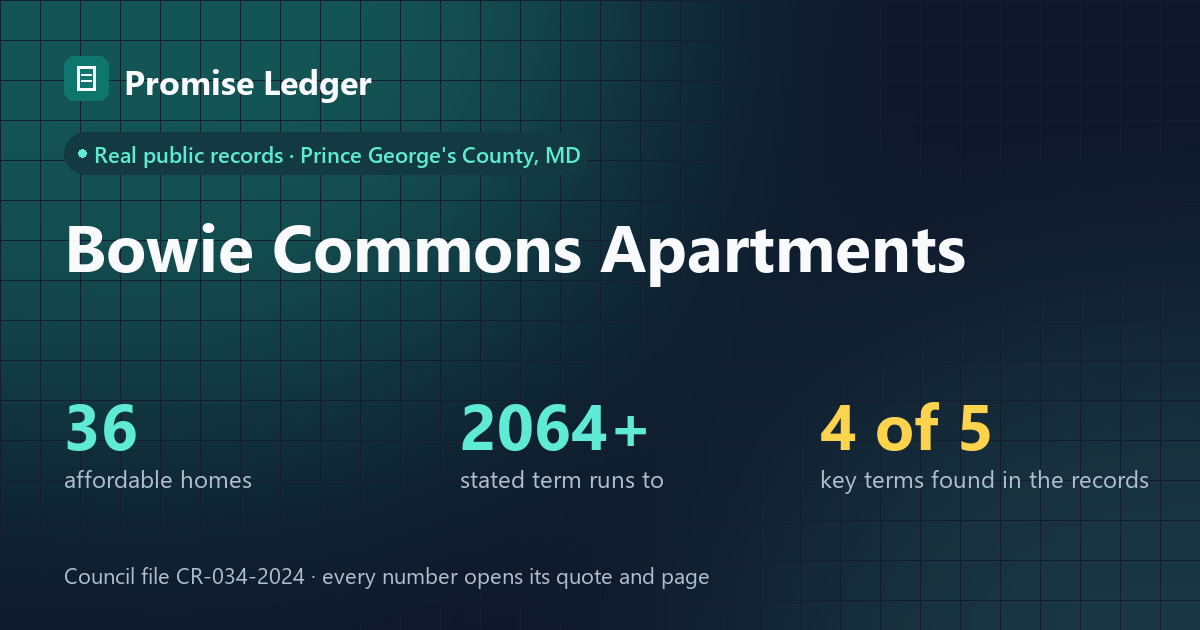 Promise Ledger
Real public records · Prince George's County, MD
Bowie Commons Apartments
36
affordable homes
2064+
stated term runs to
4 of 5
key terms found in the records
Council file CR-034-2024 · every number opens its quote and page